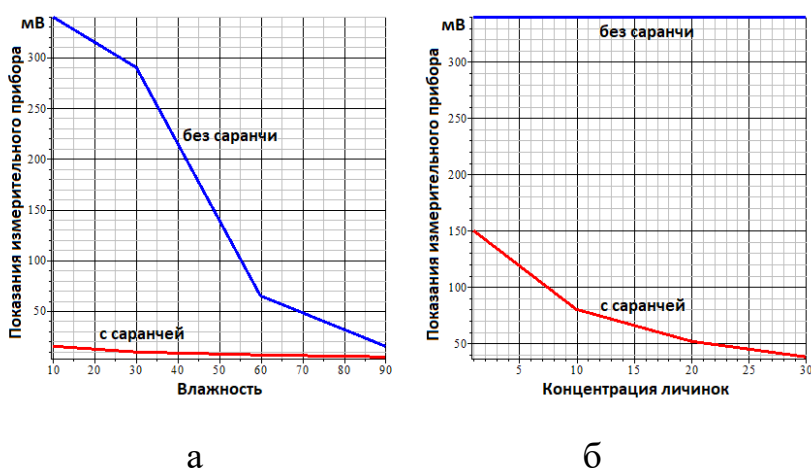 мВ
Показания измерительного прибора
300
250
200
150
100
50
без саранчи
с саранчей
10 20 30 40 50 60 70 80 90
Влажность
а
мВ
Показания измерительного прибора
300
250
200
150
100
50
без саранчи
с саранчей
5 10 15 20 25 30
Концентрация личинок
б